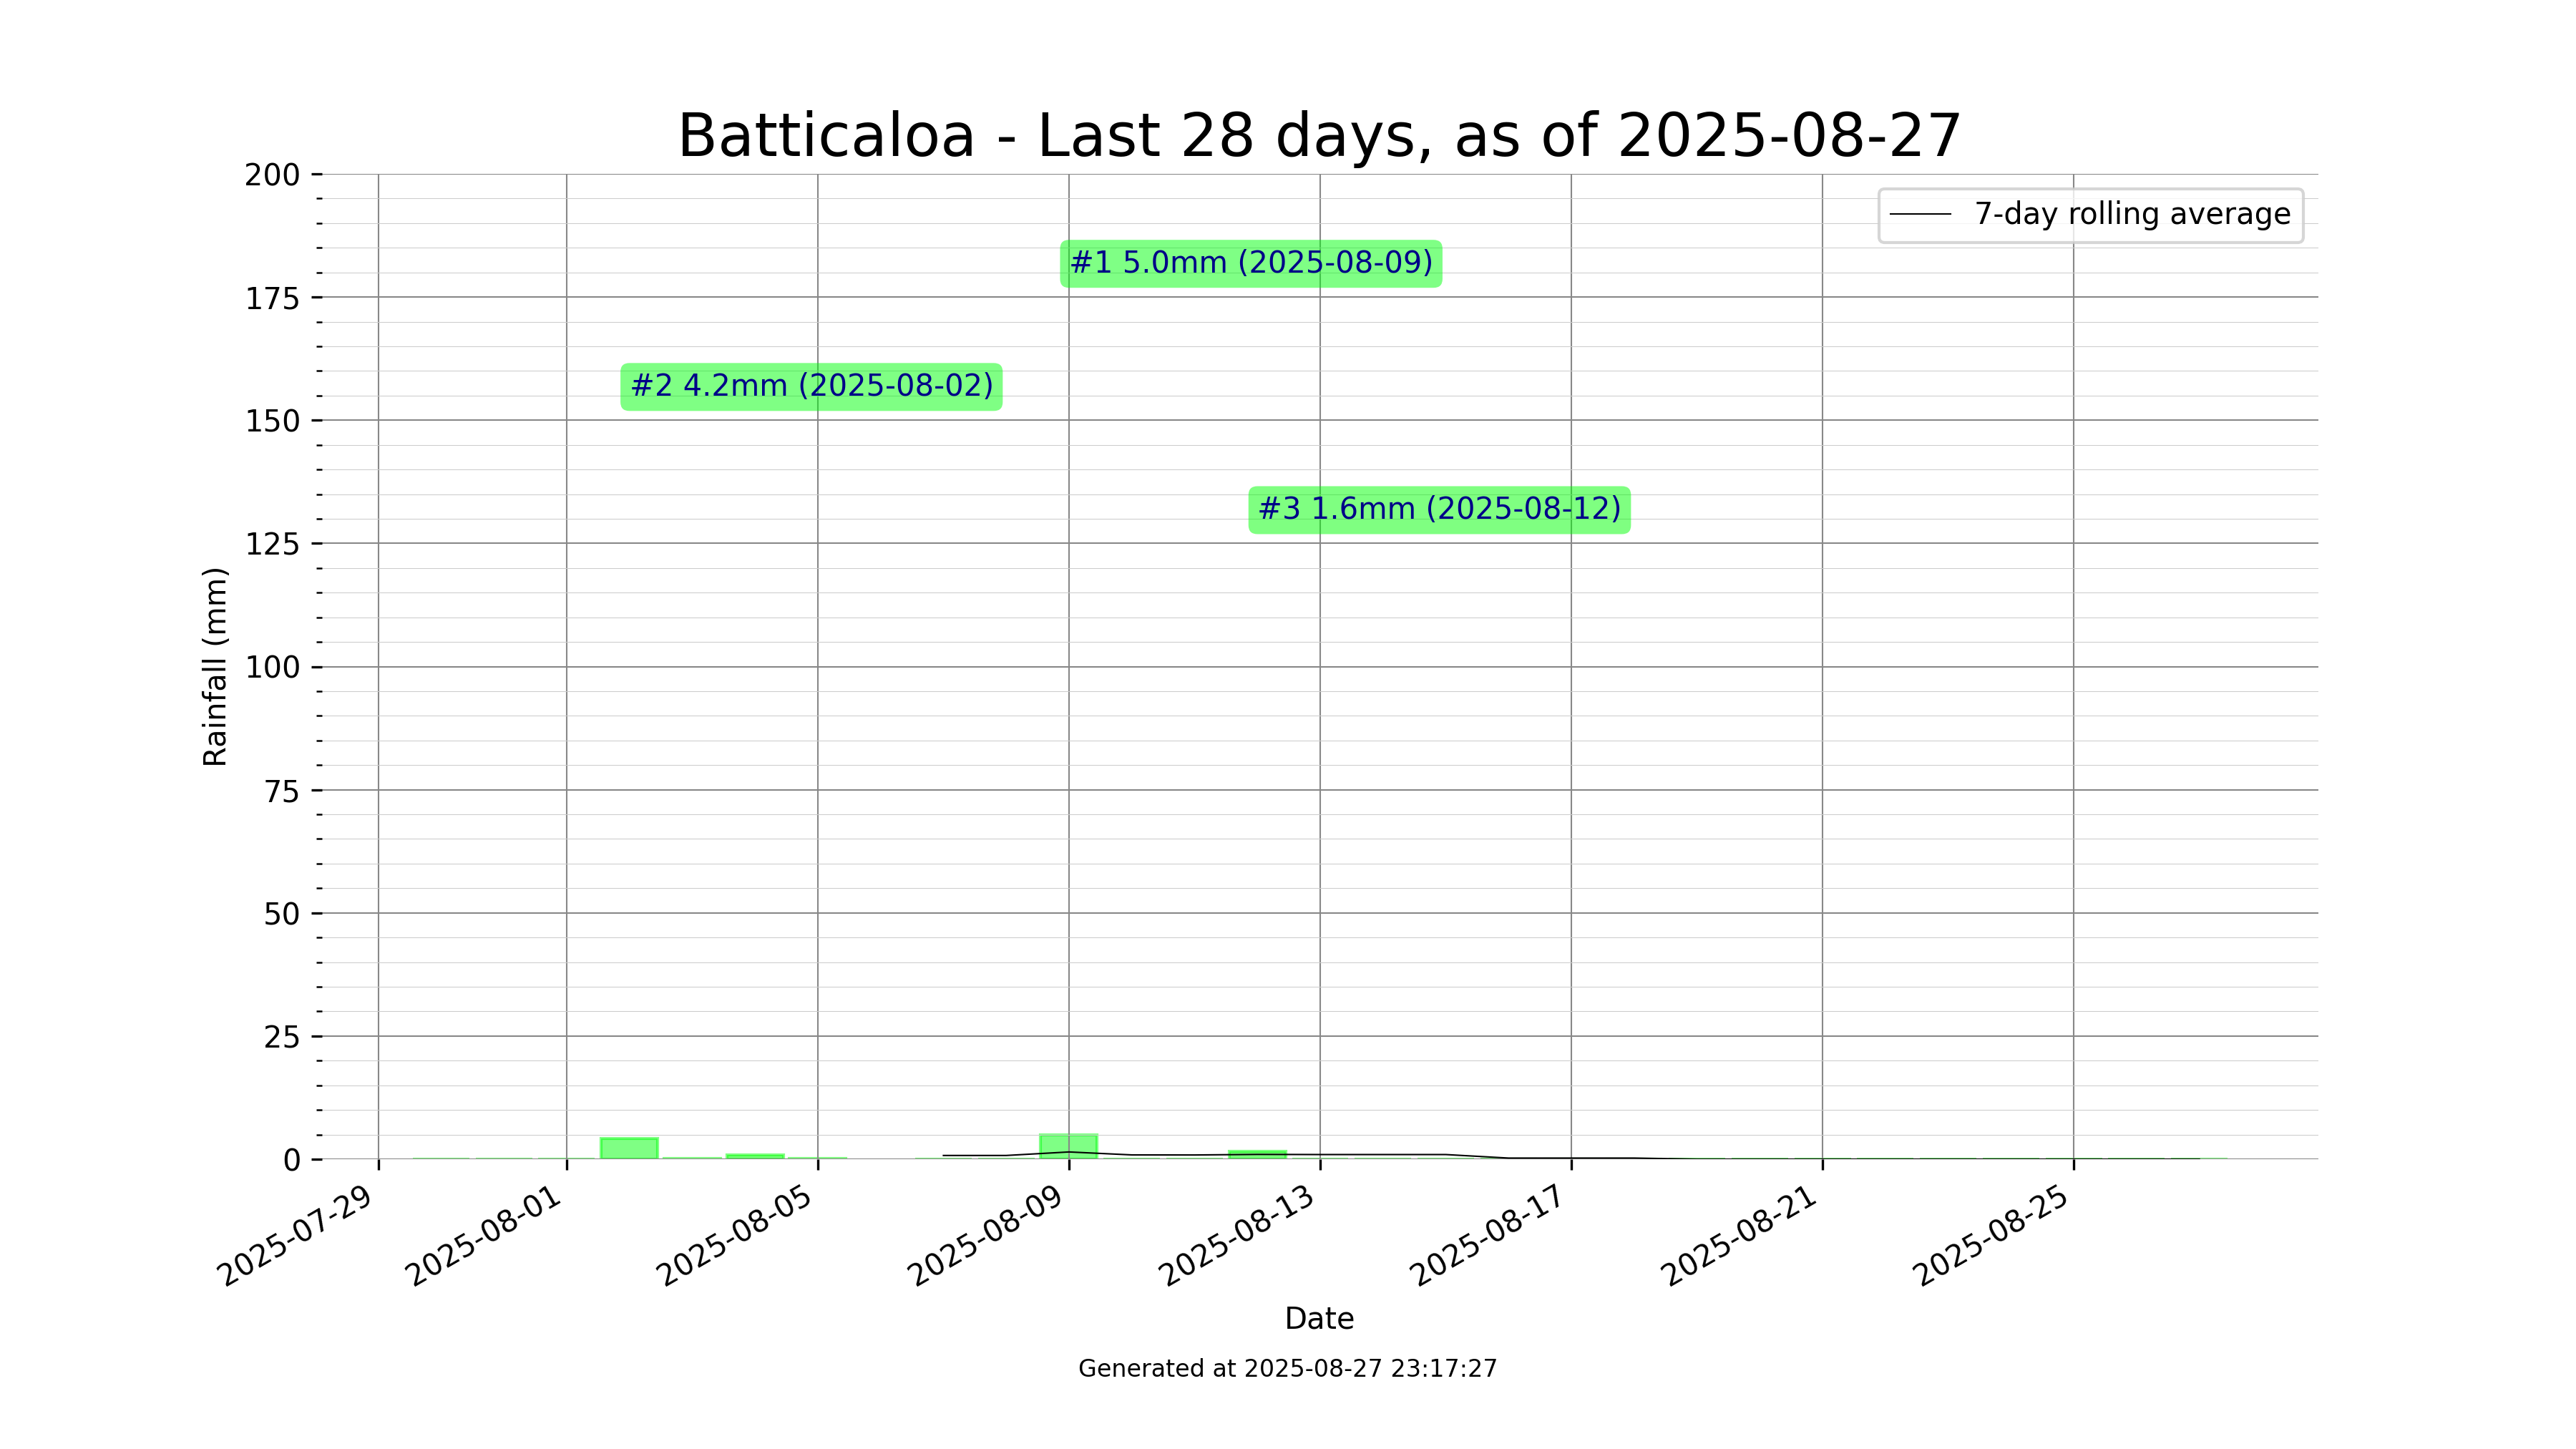 Batticaloa - Last 28 days, as of 2025-08-27
200
175
150
125
100
75
50
25
0
Rainfall (mm)
7-day rolling average
#1 5.0mm (2025-08-09)
#2 4.2mm (2025-08-02)
#3 1.6mm (2025-08-12)
2025-07-29
2025-08-01
2025-08-05
2025-08-09
2025-08-13
2025-08-17
2025-08-21
2025-08-25
Date
Generated at 2025-08-27 23:17:27